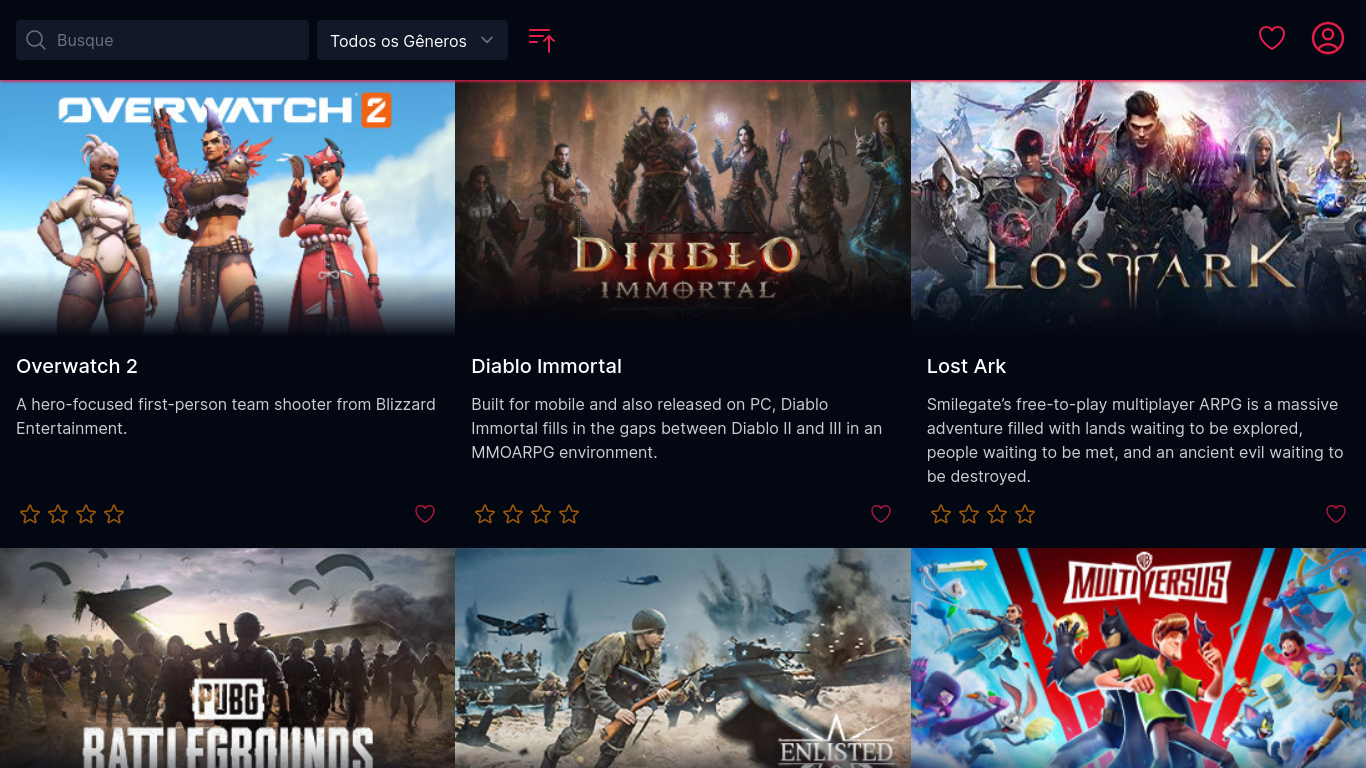 Busque
Todos os Gêneros
OVERWATCH 2
DIABLO
IMMORTAL
LOST ARK
Overwatch 2
Diablo Immortal
Lost Ark
A hero-focused first-person team shooter from Blizzard
Entertainment.
Built for mobile and also released on PC, Diablo
Immortal fills in the gaps between Diablo II and III in an
MMOARPG environment.
Smilegate’s free-to-play multiplayer ARPG is a massive
adventure filled with lands waiting to be explored,
people waiting to be met, and an ancient evil waiting to
be destroyed.
PUBG
BATTLEGROUNDS
ENLISTED
MULTIVERSUS